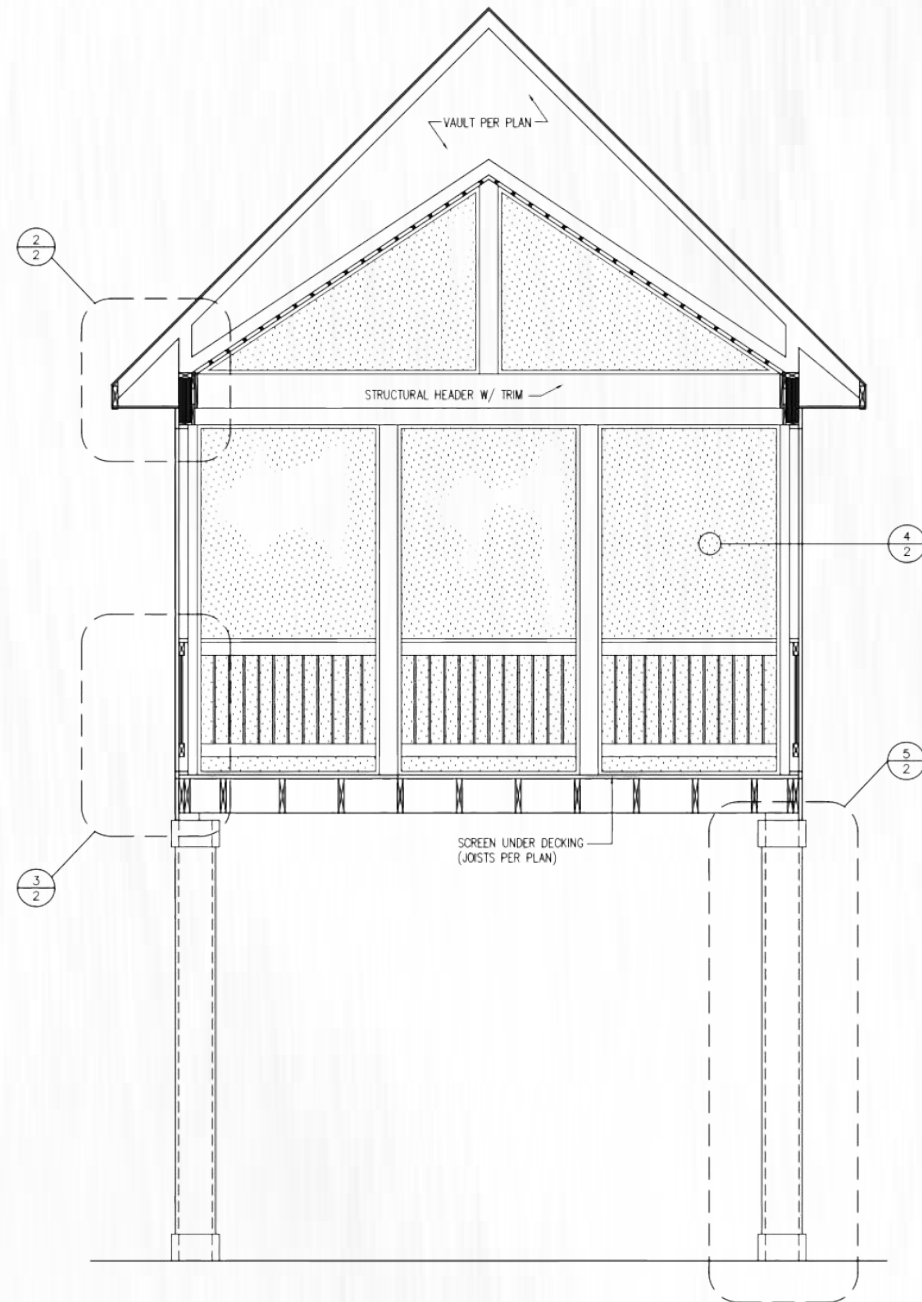 VAULT PER PLAN
2
2
STRUCTURAL HEADER W/ TRIM
4
2
5
2
SCREEN UNDER DECKING
(JOISTS PER PLAN)
3
2